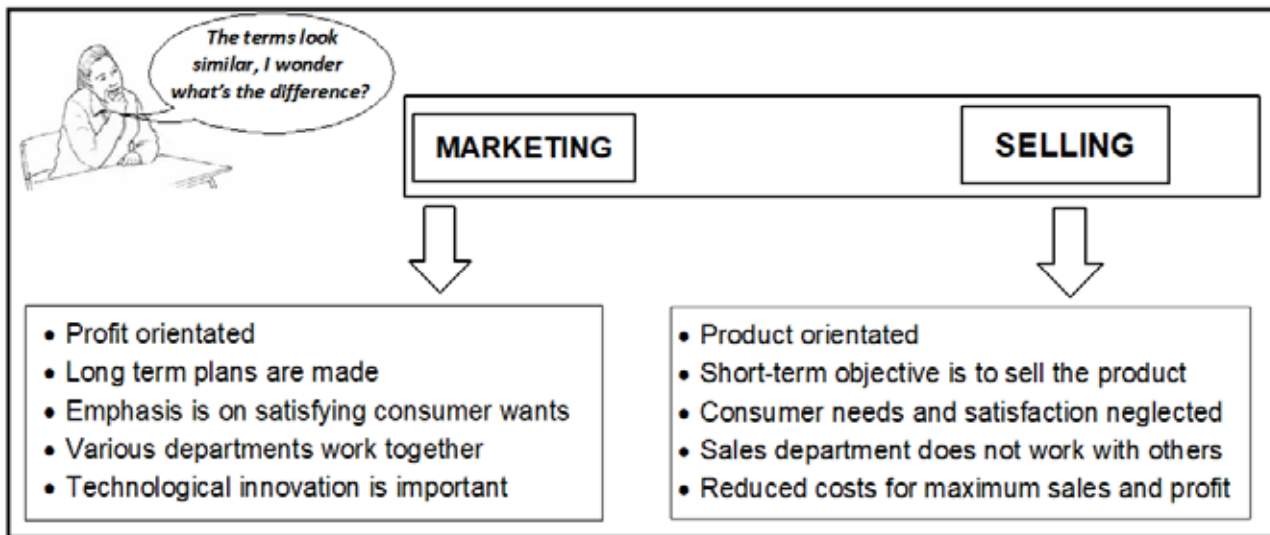 The terms look
similar, I wonder
what's the difference?
MARKETING
SELLING
• Profit orientated
• Long term plans are made
• Emphasis is on satisfying consumer wants
• Various departments work together
• Technological innovation is important
• Product orientated
• Short-term objective is to sell the product
• Consumer needs and satisfaction neglected
• Sales department does not work with others
• Reduced costs for maximum sales and profit